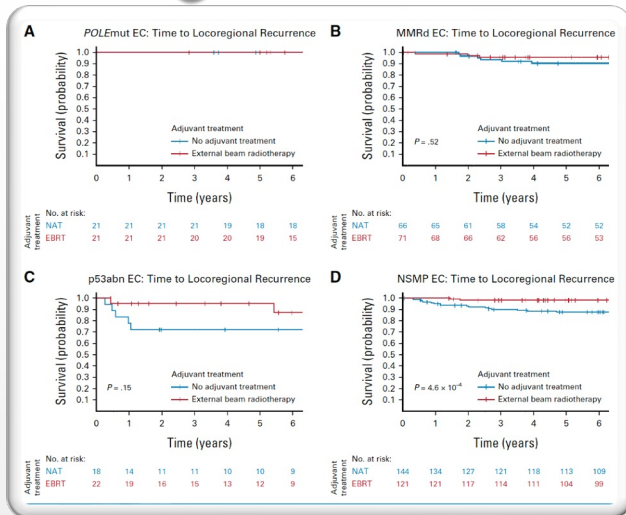 A
POLEmut EC: Time to Locoregional Recurrence
Survival (probability)
1.0
0.9
0.8
0.7
0.6
0.5
0.4
0.3
0.2
0.1
Adjuvant treatment
No adjuvant treatment
External beam radiotherapy
0 1 2 3 4 5 6
Time (years)
Adjuvant treatment
No. at risk:
NAT 21 21 21 21 19 18 18
EBRT 21 21 21 20 20 19 15
B
MMRd EC: Time to Locoregional Recurrence
Survival (probability)
1.0
0.9
0.8
0.7
0.6
0.5
0.4
0.3
0.2
0.1
P = .52
Adjuvant treatment
No adjuvant treatment
External beam radiotherapy
0 1 2 3 4 5 6
Time (years)
Adjuvant treatment
No. at risk:
NAT 66 65 61 58 54 52 52
EBRT 71 68 66 62 56 56 53
C
p53abn EC: Time to Locoregional Recurrence
Survival (probability)
1.0
0.9
0.8
0.7
0.6
0.5
0.4
0.3
0.2
0.1
P = .15
Adjuvant treatment
No adjuvant treatment
External beam radiotherapy
0 1 2 3 4 5 6
Time (years)
Adjuvant treatment
No. at risk:
NAT 18 14 11 11 10 10 9
EBRT 22 19 16 15 13 12 9
D
NSMP EC: Time to Locoregional Recurrence
Survival (probability)
1.0
0.9
0.8
0.7
0.6
0.5
0.4
0.3
0.2
0.1
P = 4.6 × 10⁻⁴
Adjuvant treatment
No adjuvant treatment
External beam radiotherapy
0 1 2 3 4 5 6
Time (years)
Adjuvant treatment
No. at risk:
NAT 144 134 127 121 118 113 109
EBRT 121 121 117 114 111 104 99